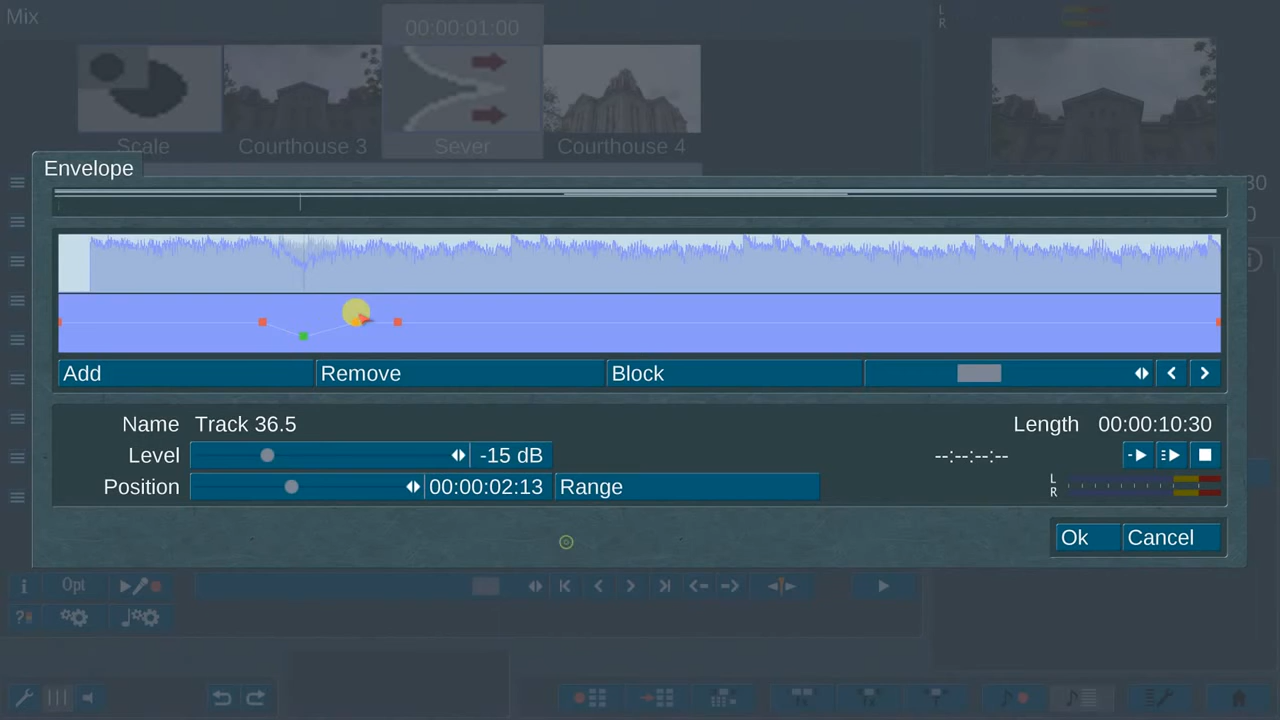 Mix
00:00:01:00
Scale
Courthouse 3
Sever
Courthouse 4
L
R
Envelope
Add
Remove
Block
Name Track 36.5
Length 00:00:10:30
Level -15 dB
--:--:--:--
Position 00:00:02:13 Range
L
R
Ok
Cancel
Opt